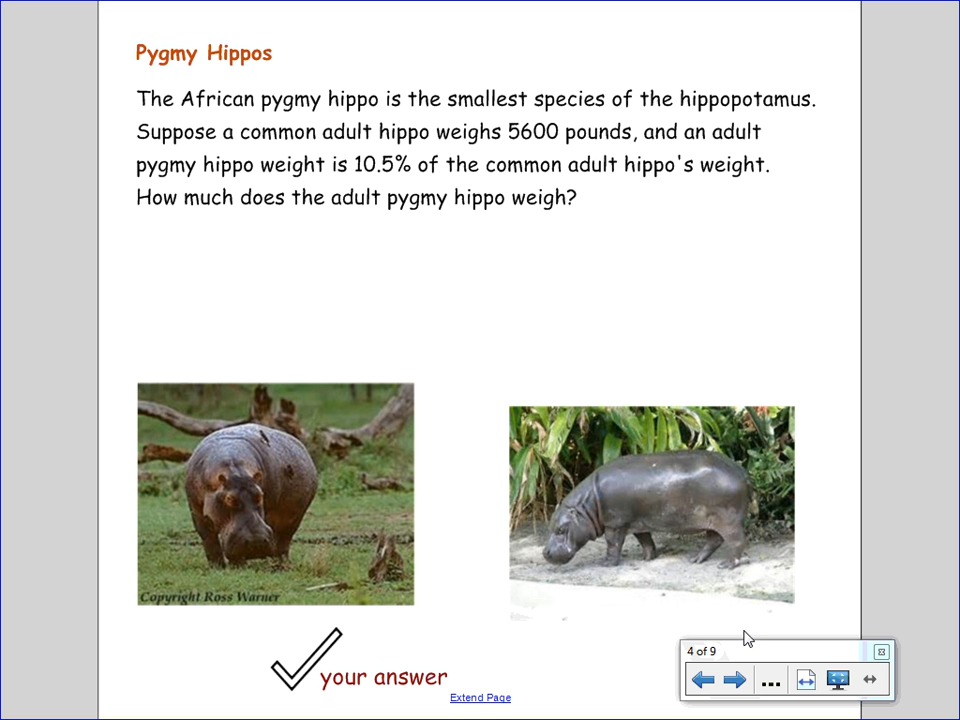 Pygmy Hippos
The African pygmy hippo is the smallest species of the hippopotamus.
Suppose a common adult hippo weighs 5600 pounds, and an adult
pygmy hippo weight is 10.5% of the common adult hippo's weight.
How much does the adult pygmy hippo weigh?
Copyright Ross Warner
your answer
Extend Page
4 of 9
...